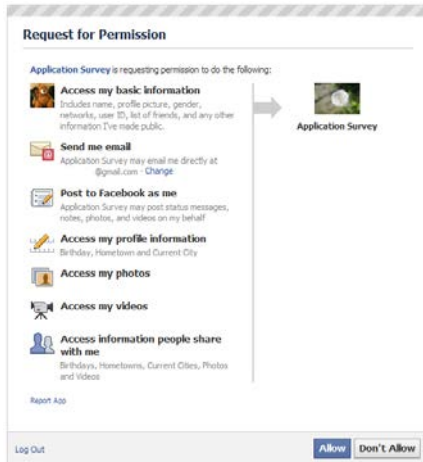 Request for Permission
Application Survey is requesting permission to do the following:
Access my basic information
Includes name, profile picture, gender,
networks, user ID, list of friends, and any other
information I've made public.
Application Survey
Send me email
Application Survey may email me directly at
@gmail.com · Change
Post to Facebook as me
Application Survey may post status messages,
notes, photos, and videos on my behalf
Access my profile information
Birthday, Hometown and Current City
Access my photos
Access my videos
Access information people share
with me
Birthdays, Hometowns, Current Cities, Photos
and Videos
Report App
Log Out
Allow
Don't Allow